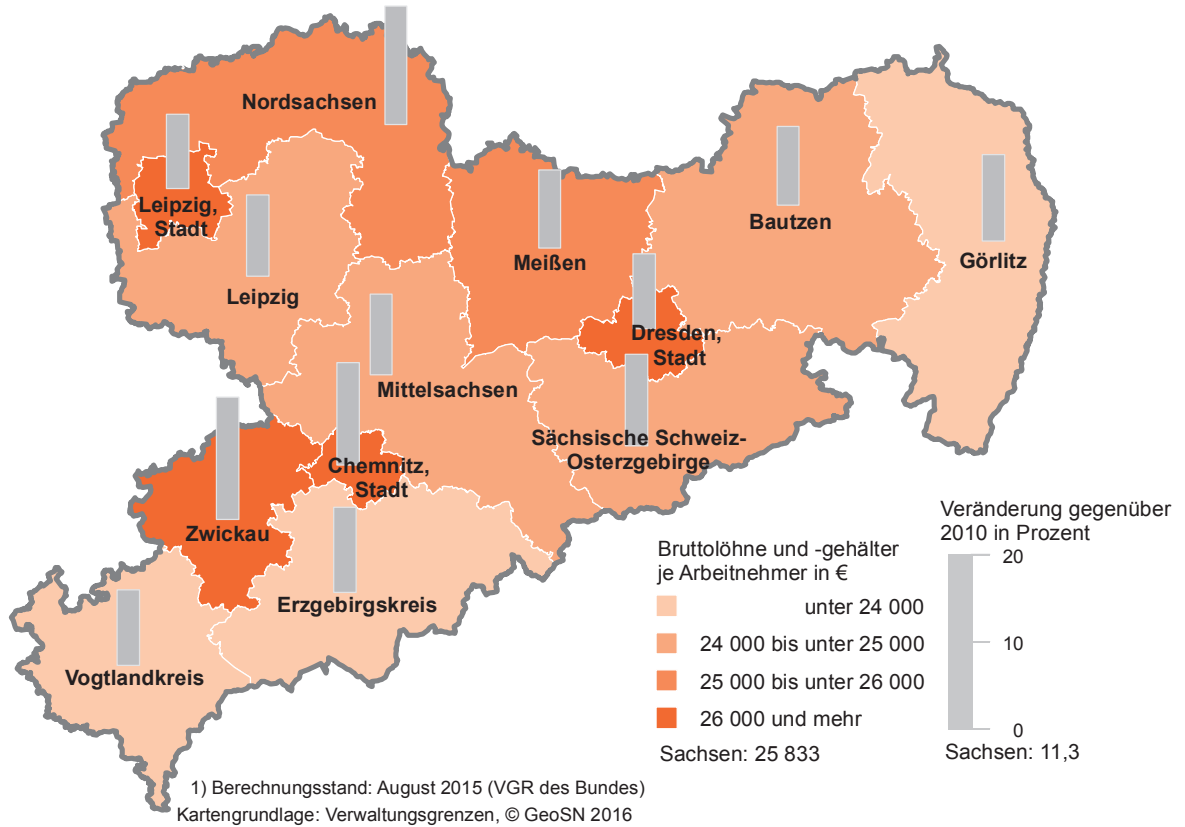 Nordsachsen
Leipzig,
Stadt
Leipzig
Meißen
Bautzen
Görlitz
Dresden,
Stadt
Mittelsachsen
Sächsische Schweiz-
Osterzgebirge
Chemnitz,
Stadt
Zwickau
Erzgebirgskreis
Vogtlandkreis
Bruttolöhne und -gehälter
je Arbeitnehmer in €
unter 24 000
24 000 bis unter 25 000
25 000 bis unter 26 000
26 000 und mehr
Sachsen: 25 833
Veränderung gegenüber
2010 in Prozent
20
10
0
Sachsen: 11,3
1) Berechnungsstand: August 2015 (VGR des Bundes)
Kartengrundlage: Verwaltungsgrenzen, © GeoSN 2016